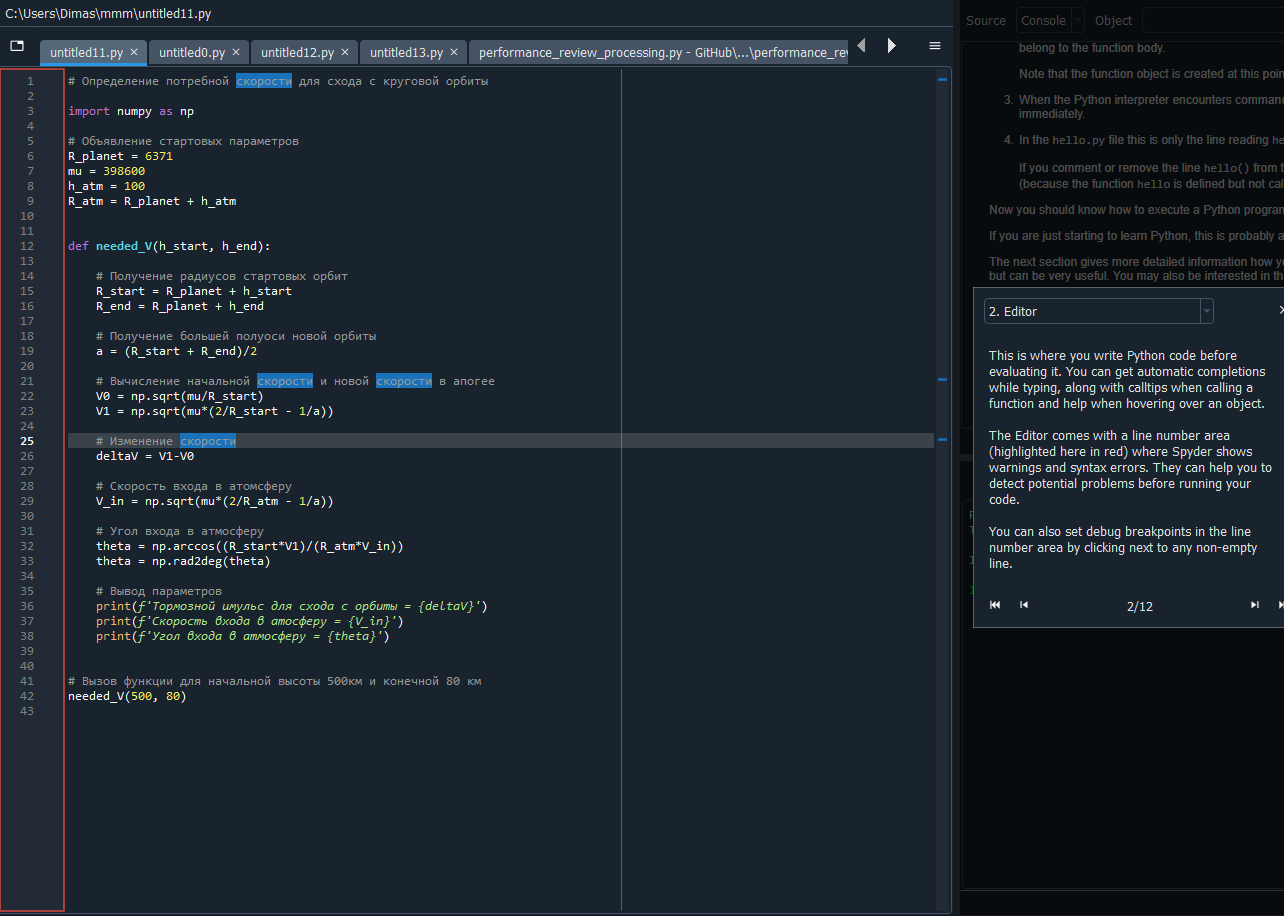 C:\Users\Dimas\mmm\untitled11.py
untitled11.py
untitled0.py
untitled12.py
untitled13.py
performance_review_processing.py - GitHub\...\performance_rev
1 # Определение потребной скорости для схода с круговой орбиты
2
3 import numpy as np
4
5 # Объявление стартовых параметров
6 R_planet = 6371
7 mu = 398600
8 h_atm = 100
9 R_atm = R_planet + h_atm
10
11
12 def needed_V(h_start, h_end):
13
14 # Получение радиусов стартовых орбит
15 R_start = R_planet + h_start
16 R_end = R_planet + h_end
17
18 # Получение большей полуоси новой орбиты
19 a = (R_start + R_end)/2
20
21 # Вычисление начальной скорости и новой скорости в апогее
22 V0 = np.sqrt(mu/R_start)
23 V1 = np.sqrt(mu*(2/R_start - 1/a))
24
25 # Изменение скорости
26 deltaV = V1-V0
27
28 # Скорость входа в атомсферу
29 V_in = np.sqrt(mu*(2/R_atm - 1/a))
30
31 # Угол входа в атмосферу
32 theta = np.arccos((R_start*V1)/(R_atm*V_in))
33 theta = np.rad2deg(theta)
34
35 # Вывод параметров
36 print(f'Тормозной имульс для схода с орбиты = {deltaV}')
37 print(f'Скорость входа в атосферу = {V_in}')
38 print(f'Угол входа в атмосферу = {theta}')
39
40
41 # Вызов функции для начальной высоты 500км и конечной 80 км
42 needed_V(500, 80)
43
Source
Console
Object
belong to the function body.
Note that the function object is created at this poin
3. When the Python interpreter encounters comman
immediately.
4. In the hello.py file this is only the line reading he
If you comment or remove the line hello() from t
(because the function hello is defined but not cal
Now you should know how to execute a Python program
If you are just starting to learn Python, this is probably a
The next section gives more detailed information how yo
but can be very useful. You may also be interested in th
2. Editor
This is where you write Python code before
evaluating it. You can get automatic completions
while typing, along with calltips when calling a
function and help when hovering over an object.
The Editor comes with a line number area
(highlighted here in red) where Spyder shows
warnings and syntax errors. They can help you to
detect potential problems before running your
code.
You can also set debug breakpoints in the line
number area by clicking next to any non-empty
line.
2/12